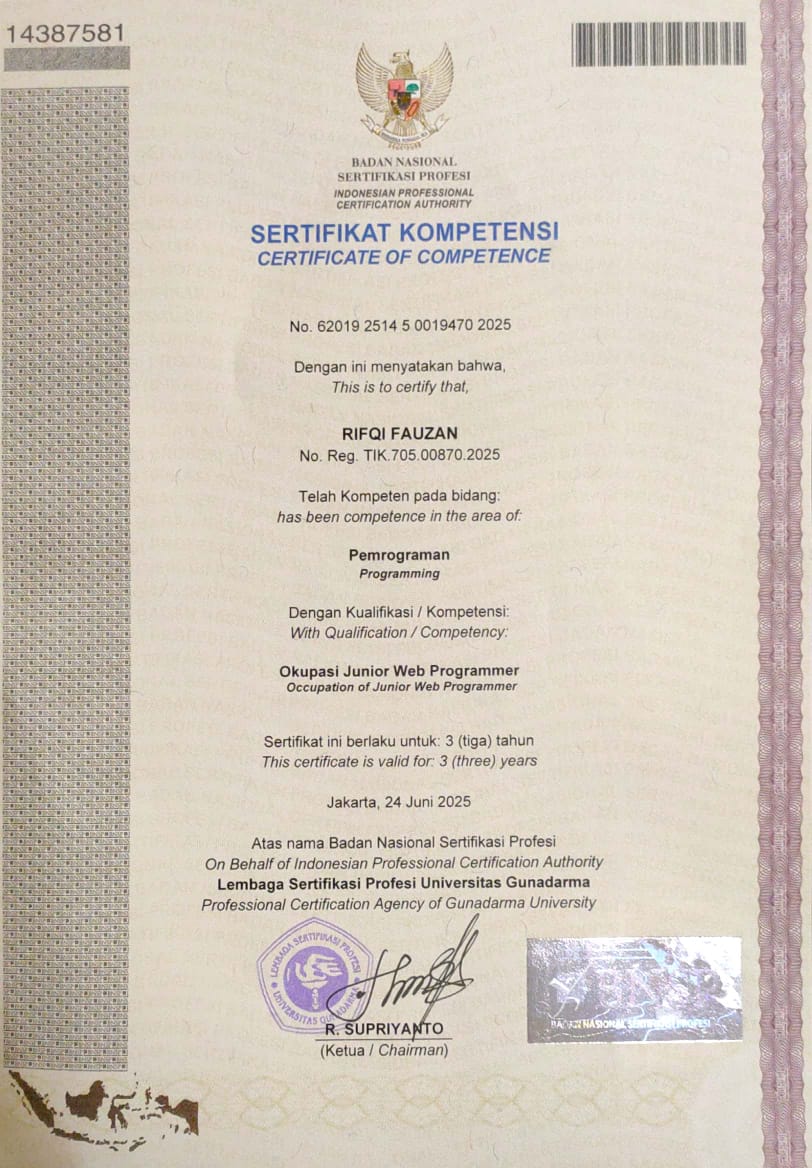 14387581
BADAN NASIONAL
SERTIFIKASI PROFESI
INDONESIAN PROFESSIONAL
CERTIFICATION AUTHORITY
SERTIFIKAT KOMPETENSI
CERTIFICATE OF COMPETENCE
No. 62019 2514 5 0019470 2025
Dengan ini menyatakan bahwa,
This is to certify that,
RIFQI FAUZAN
No. Reg. TIK.705.00870.2025
Telah Kompeten pada bidang:
has been competence in the area of:
Pemrograman
Programming
Dengan Kualifikasi / Kompetensi:
With Qualification / Competency:
Okupasi Junior Web Programmer
Occupation of Junior Web Programmer
Sertifikat ini berlaku untuk: 3 (tiga) tahun
This certificate is valid for: 3 (three) years
Jakarta, 24 Juni 2025
Atas nama Badan Nasional Sertifikasi Profesi
On Behalf of Indonesian Professional Certification Authority
Lembaga Sertifikasi Profesi Universitas Gunadarma
Professional Certification Agency of Gunadarma University
LEMBAGA SERTIFIKASI PROFESI
UNIVERSITAS GUNADARMA
BADAN NASIONAL SERTIFIKASI PROFESI
R. SUPRIYANTO
(Ketua / Chairman)